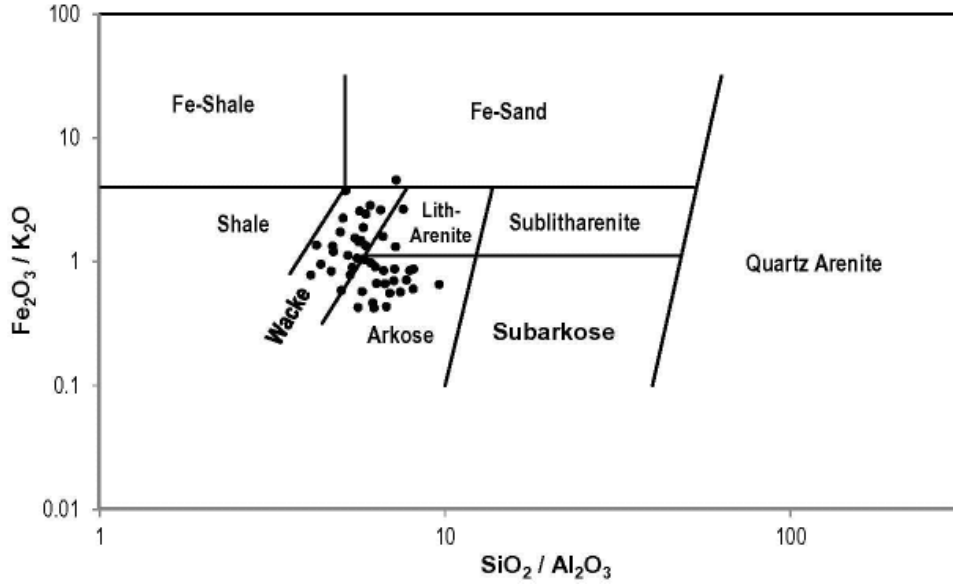 100
Fe-Shale
Fe-Sand
10
Shale
Lith-
Arenite
Sublitharenite
1
Quartz Arenite
Wacke
Arkose
Subarkose
0.1
0.01
Fe₂O₃ / K₂O
1
10
100
SiO₂ / Al₂O₃